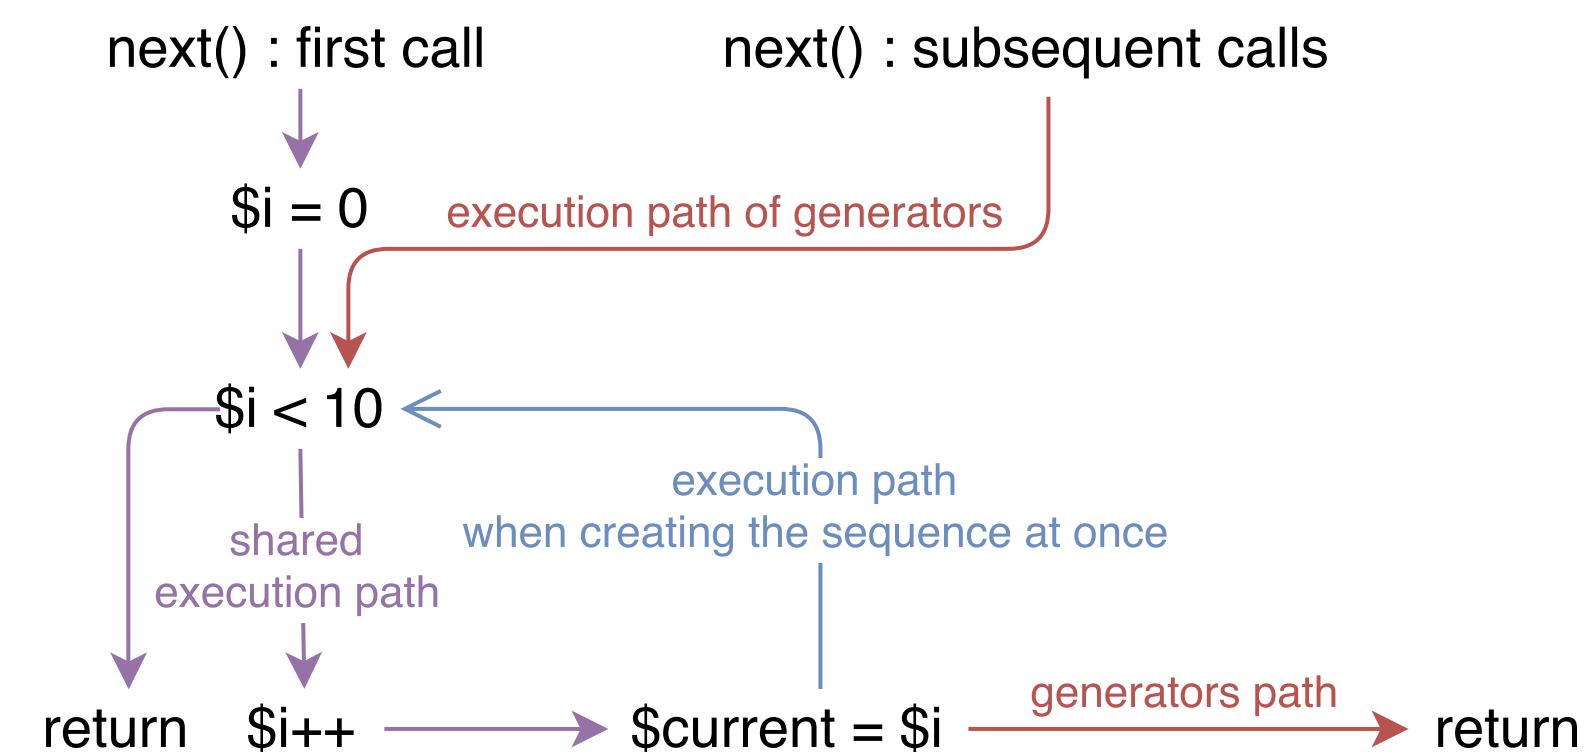 next() : first call
next() : subsequent calls
$i = 0
execution path of generators
$i < 10
execution path
when creating the sequence at once
shared
execution path
generators path
return
$i++
$current = $i
return